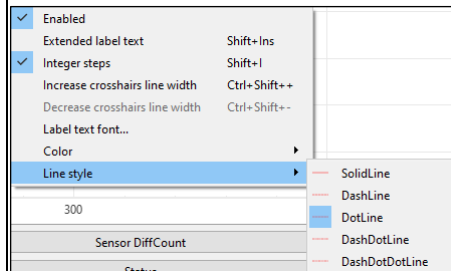 Enabled
Extended label text Shift+Ins
Integer steps Shift+I
Increase crosshairs line width Ctrl+Shift++
Decrease crosshairs line width Ctrl+Shift+-
Label text font...
Color
Line style
SolidLine
DashLine
DotLine
DashDotLine
DashDotDotLine
300
Sensor DiffCount
Status